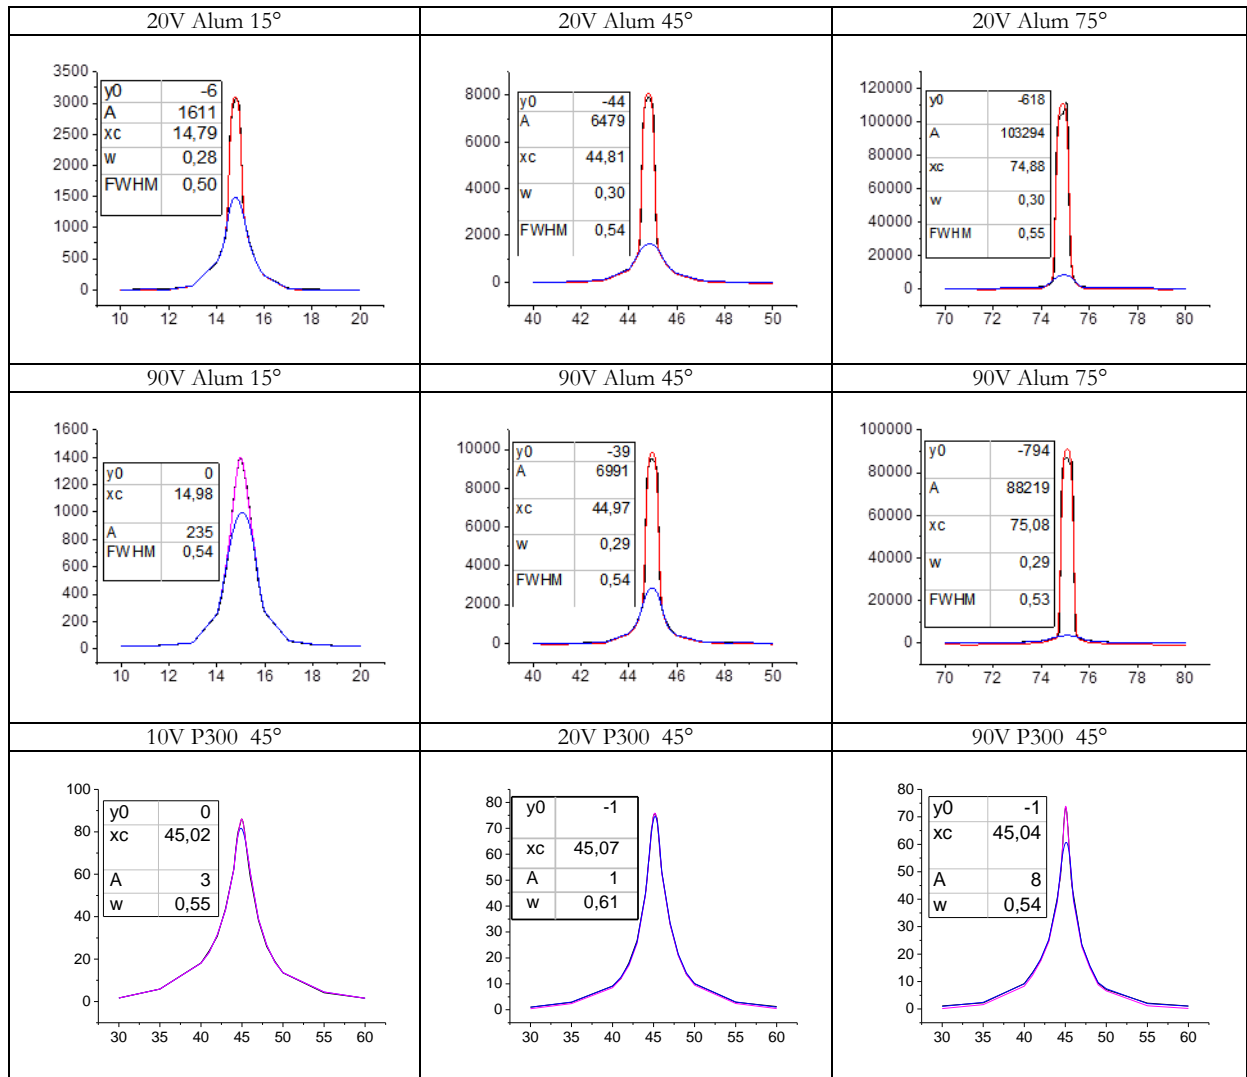 20V Alum 15° 20V Alum 45° 20V Alum 75°
3500
3000
2500
2000
1500
1000
500
0
10 12 14 16 18 20
y0 -6
A 1611
xc 14,79
w 0,28
FWHM 0,50
8000
6000
4000
2000
0
40 42 44 46 48 50
y0 -44
A 6479
xc 44,81
w 0,30
FWHM 0,54
120000
100000
80000
60000
40000
20000
0
70 72 74 76 78 80
y0 -618
A 103294
xc 74,88
w 0,30
FWHM 0,55
90V Alum 15° 90V Alum 45° 90V Alum 75°
1600
1400
1200
1000
800
600
400
200
0
10 12 14 16 18 20
y0 0
xc 14,98
A 235
FWHM 0,54
10000
8000
6000
4000
2000
0
40 42 44 46 48 50
y0 -39
A 6991
xc 44,97
w 0,29
FWHM 0,54
100000
80000
60000
40000
20000
0
70 72 74 76 78 80
y0 -794
A 88219
xc 75,08
w 0,29
FWHM 0,53
10V P300 45° 20V P300 45° 90V P300 45°
100
80
60
40
20
0
30 35 40 45 50 55 60
y0 0
xc 45,02
A 3
w 0,55
80
70
60
50
40
30
20
10
0
30 35 40 45 50 55 60
y0 -1
xc 45,07
A 1
w 0,61
80
70
60
50
40
30
20
10
0
30 35 40 45 50 55 60
y0 -1
xc 45,04
A 8
w 0,54